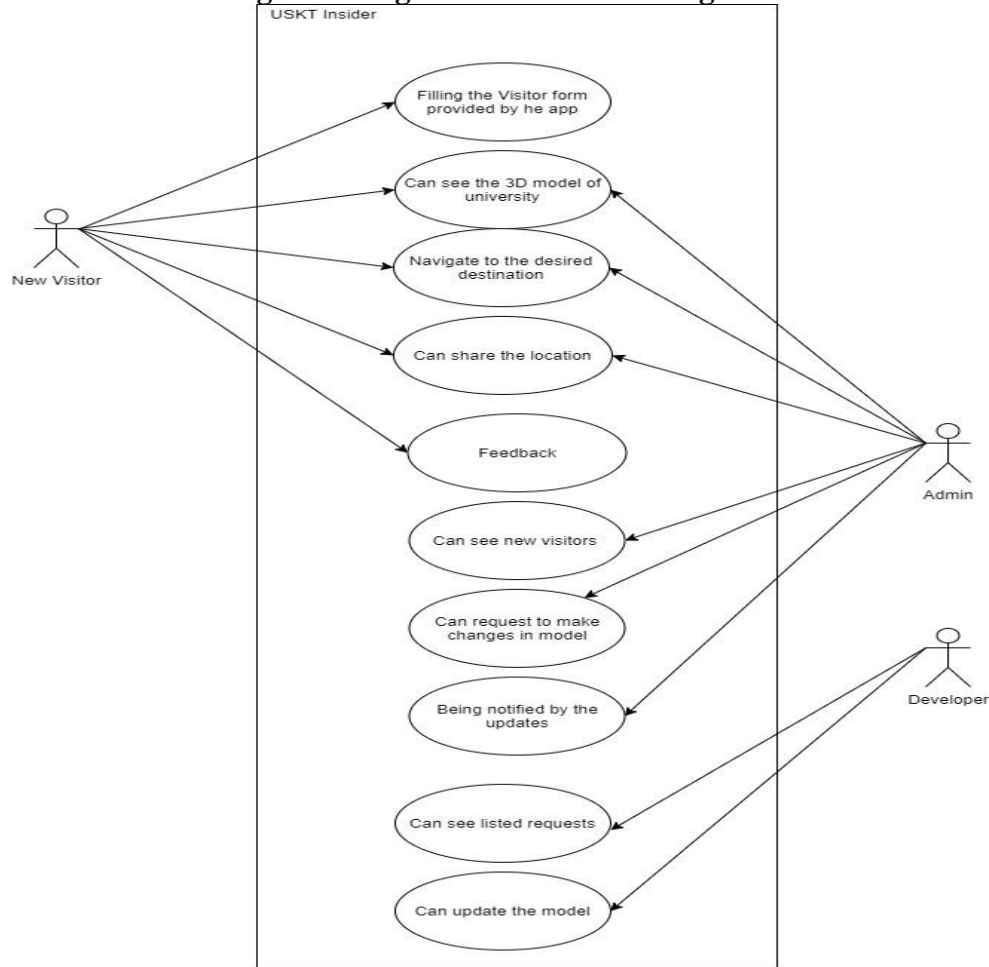 USKT Insider
Filling the Visitor form
provided by he app
Can see the 3D model of
university
New Visitor
Navigate to the desired
destination
Can share the location
Feedback
Admin
Can see new visitors
Can request to make
changes in model
Developer
Being notified by the
updates
Can see listed requests
Can update the model